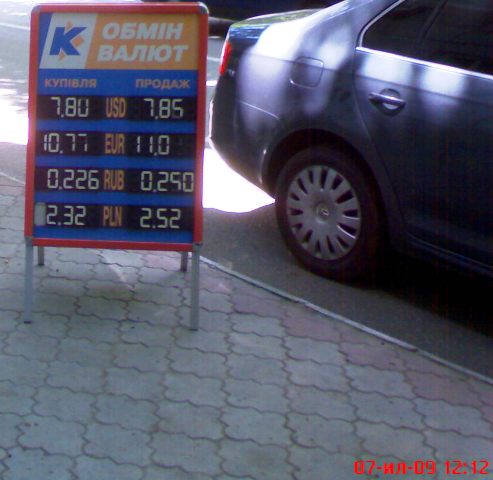 К ОБМІН
ВАЛЮТ
КУПІВЛЯ ПРОДАЖ
7,80 USD 7,85
10,77 EUR 11,0
0,226 RUB 0,250
2,32 PLN 2,52
07-ил-09 12:12